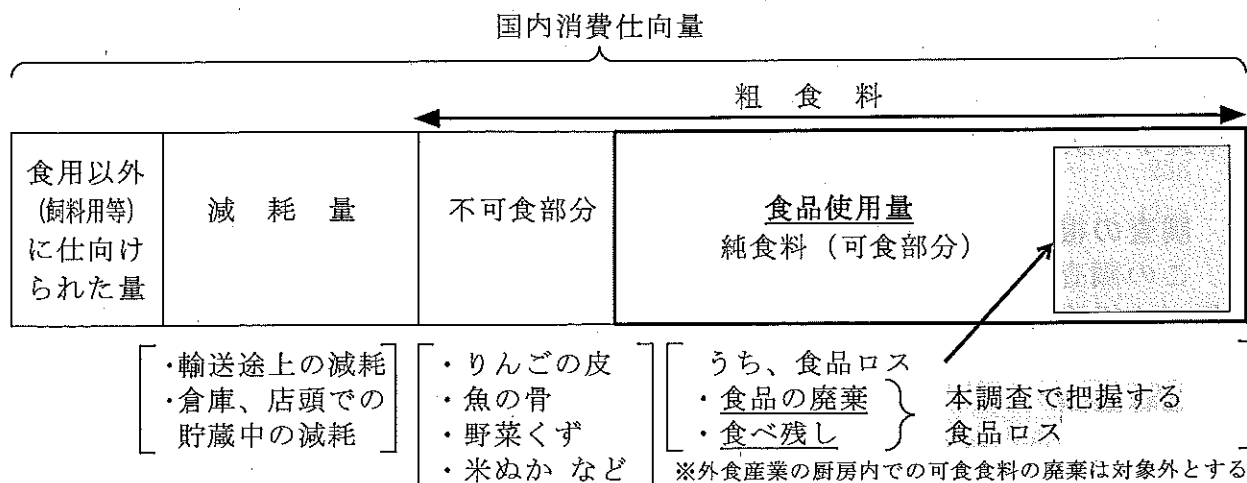 国内消費仕向量
粗食料
食用以外
(飼料用等)
に仕向け
られた量
減耗量
不可食部分
食品使用量
純食料(可食部分)
・輸送途上の減耗
・倉庫、店頭での
貯蔵中の減耗
・りんごの皮
・魚の骨
・野菜くず
・米ぬか など
うち、食品ロス
・食品の廃棄
・食べ残し
本調査で把握する
食品ロス
※外食産業の厨房内での可食食料の廃棄は対象外とする